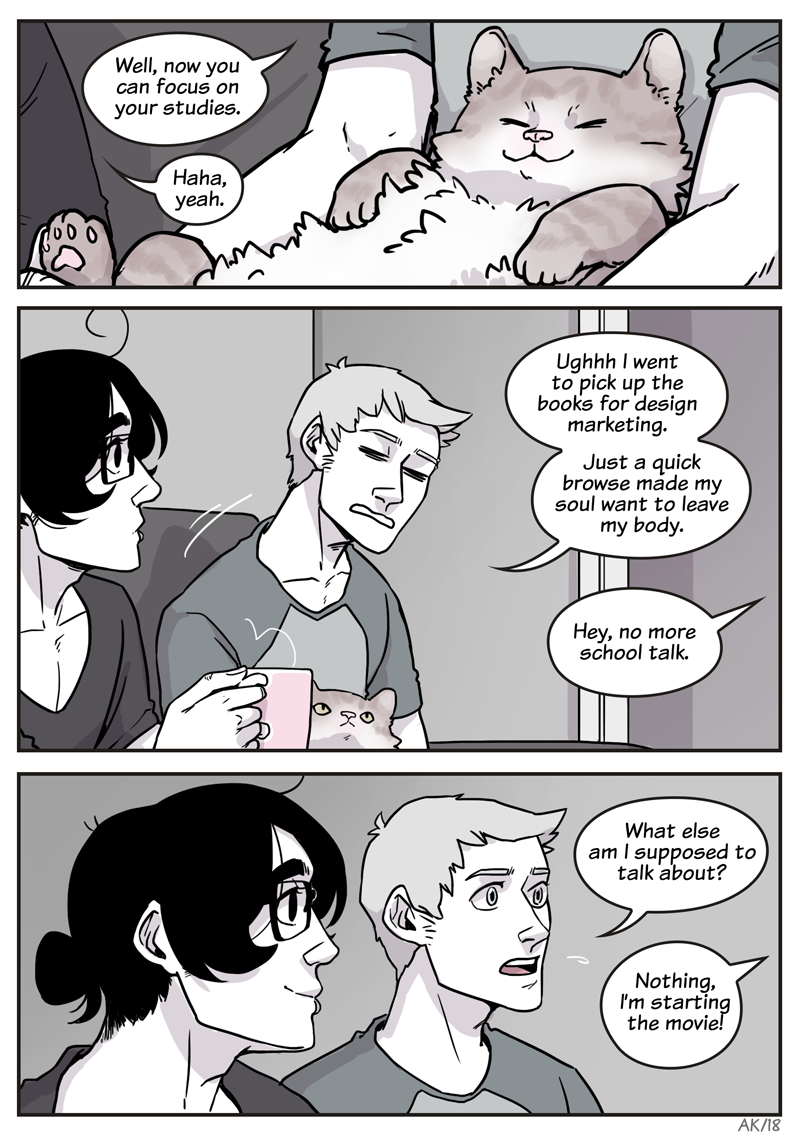 Well, now you
can focus on
your studies.
Haha,
yeah.
Ughhh I went
to pick up the
books for design
marketing.
Just a quick
browse made my
soul want to leave
my body.
Hey, no more
school talk.
What else
am I supposed to
talk about?
Nothing,
I'm starting
the movie!
AK/18